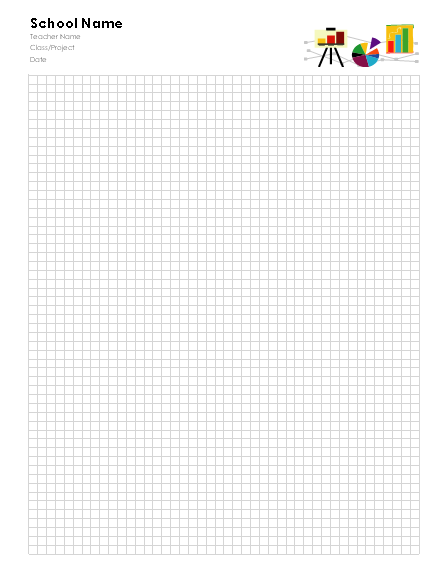 School Name
Teacher Name
Class/Project
Date